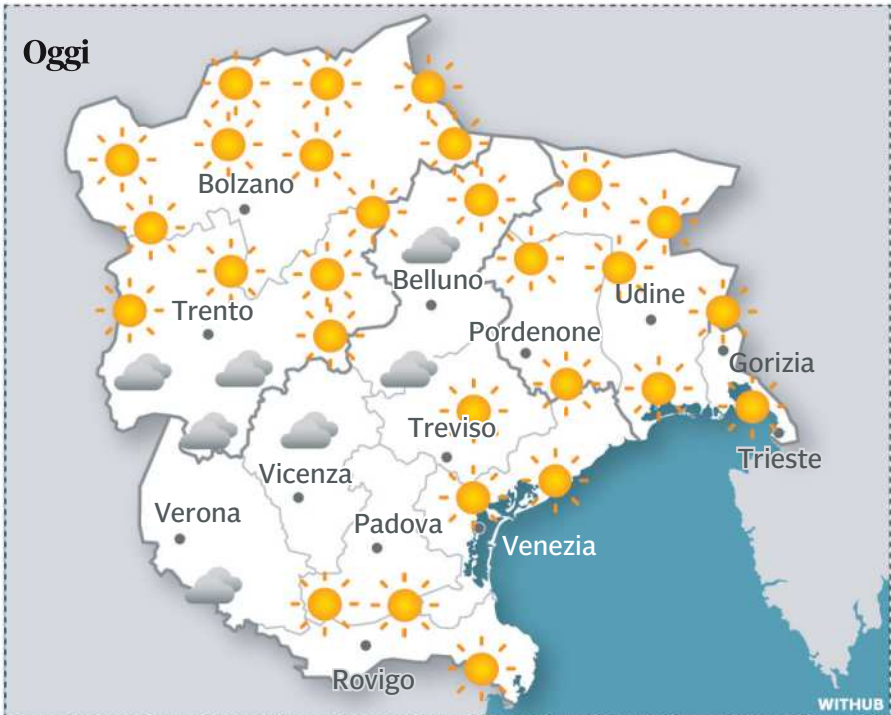 Oggi
Bolzano
Belluno
Udine
Trento
Pordenone
Gorizia
Treviso
Trieste
Vicenza
Verona
Padova
Venezia
Rovigo
WITHUB